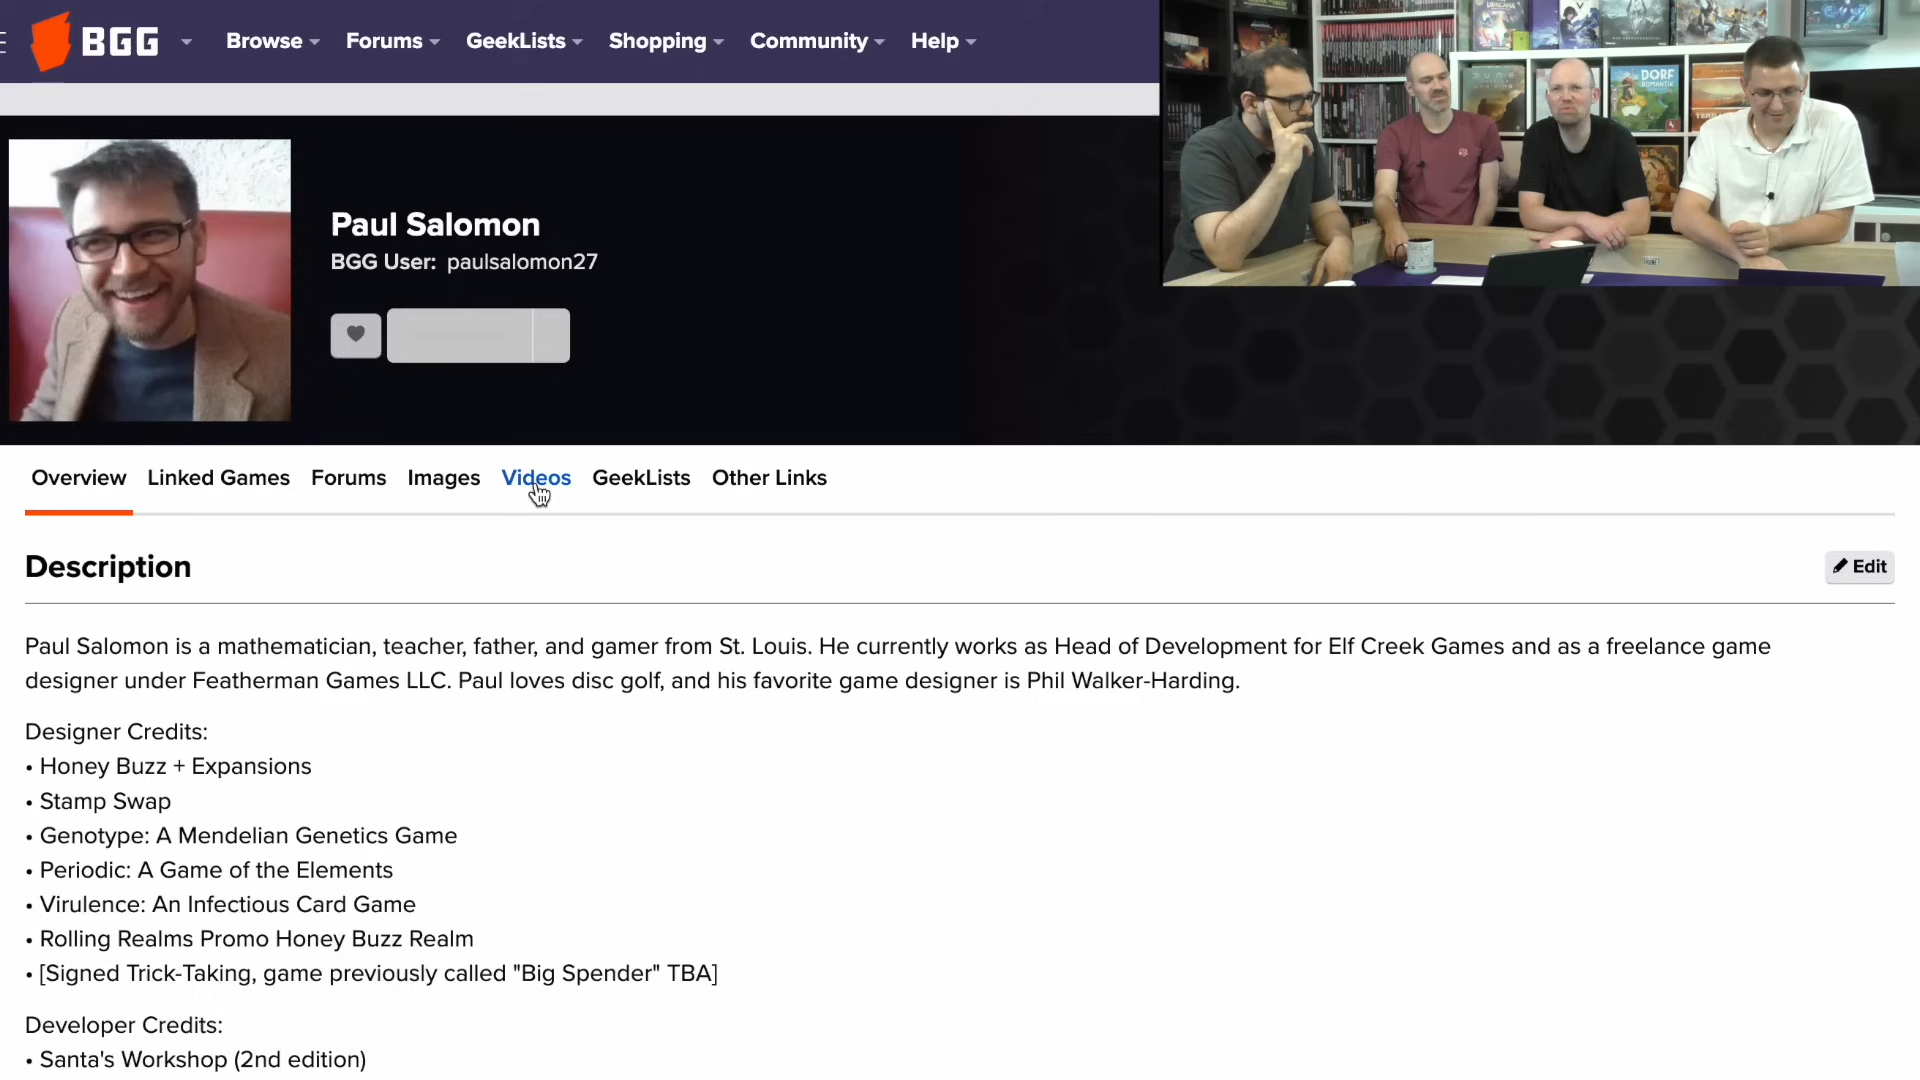 BGG Browse Forums GeekLists Shopping Community Help
DORF
ROMANTIK
Paul Salomon
BGG User: paulsalomon27
Overview Linked Games Forums Images Videos GeekLists Other Links
Description
Edit
Paul Salomon is a mathematician, teacher, father, and gamer from St. Louis. He currently works as Head of Development for Elf Creek Games and as a freelance game
designer under Featherman Games LLC. Paul loves disc golf, and his favorite game designer is Phil Walker-Harding.
Designer Credits:
• Honey Buzz + Expansions
• Stamp Swap
• Genotype: A Mendelian Genetics Game
• Periodic: A Game of the Elements
• Virulence: An Infectious Card Game
• Rolling Realms Promo Honey Buzz Realm
• [Signed Trick-Taking, game previously called "Big Spender" TBA]
Developer Credits:
• Santa's Workshop (2nd edition)